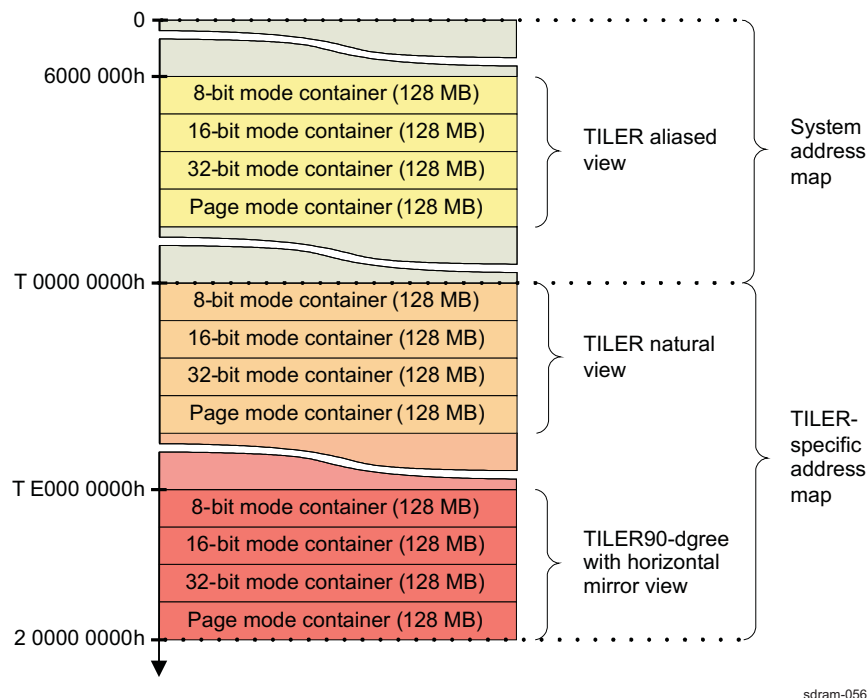 0
6000 000h
8-bit mode container (128 MB)
16-bit mode container (128 MB)
32-bit mode container (128 MB)
Page mode container (128 MB)
TILER aliased
view
System
address
map
T 0000 0000h
8-bit mode container (128 MB)
16-bit mode container (128 MB)
32-bit mode container (128 MB)
Page mode container (128 MB)
TILER natural
view
TILER-
specific
address
map
T E000 0000h
8-bit mode container (128 MB)
16-bit mode container (128 MB)
32-bit mode container (128 MB)
Page mode container (128 MB)
TILER90-dgree
with horizontal
mirror view
2 0000 0000h
sdram-056